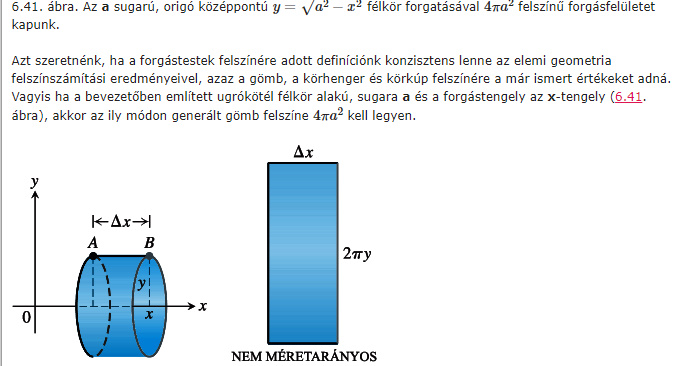 6.41. ábra. Az a sugarú, origó középpontú y = √a² − x² félkör forgatásával 4πa² felszínű forgásfelületet
kapunk.
Azt szeretnénk, ha a forgástestek felszínére adott definíciónk konzisztens lenne az elemi geometria
felszínszámítási eredményeivel, azaz a gömb, a körhenger és körkúp felszínére a már ismert értékeket adná.
Vagyis ha a bevezetőben említett ugrókötél félkör alakú, sugara a és a forgástengely az x-tengely (6.41.
ábra), akkor az ily módon generált gömb felszíne 4πa² kell legyen.
Δx
y
Δx
A B
2πy
y
x
0 x
NEM MÉRETARÁNYOS